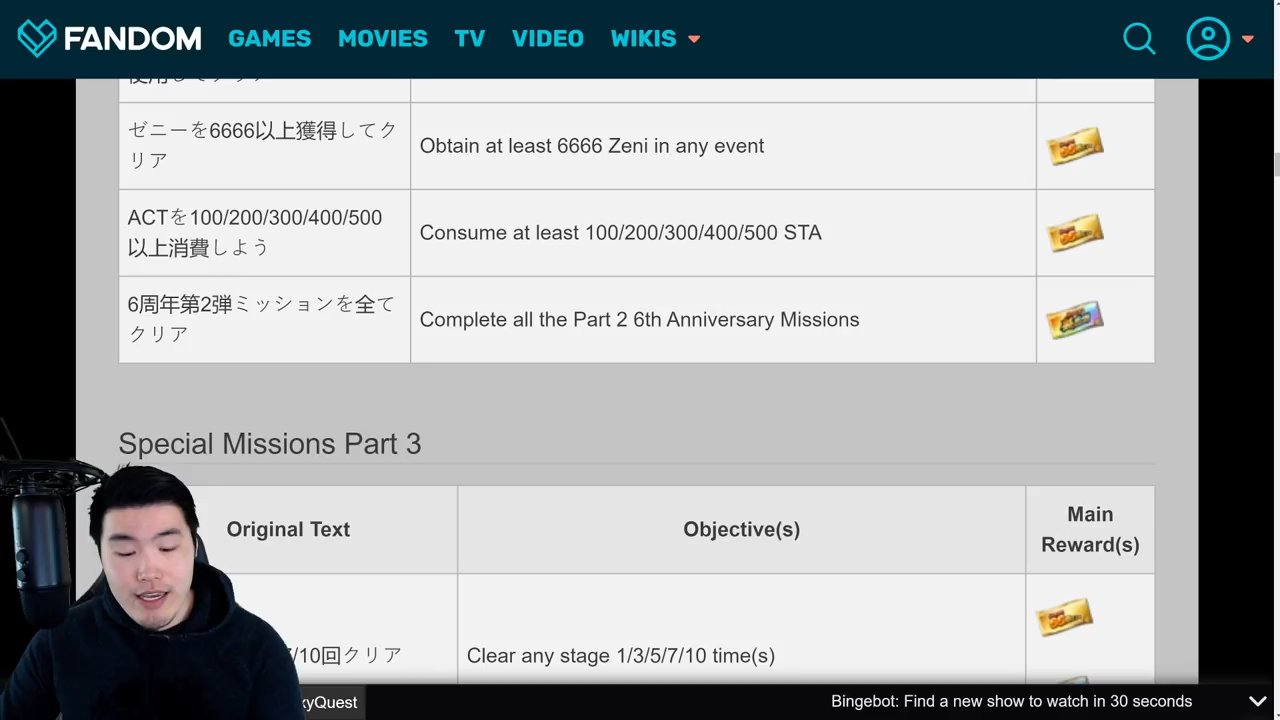 FANDOM GAMES MOVIES TV VIDEO WIKIS
ゼニーを6666以上獲得してク
リア
Obtain at least 6666 Zeni in any event
ACTを100/200/300/400/500
以上消費しよう
Consume at least 100/200/300/400/500 STA
6周年第2弾ミッションを全て
クリア
Complete all the Part 2 6th Anniversary Missions
Special Missions Part 3
Original Text
Objective(s)
Main
Reward(s)
/10回クリア
Clear any stage 1/3/5/7/10 time(s)
Bingebot: Find a new show to watch in 30 seconds